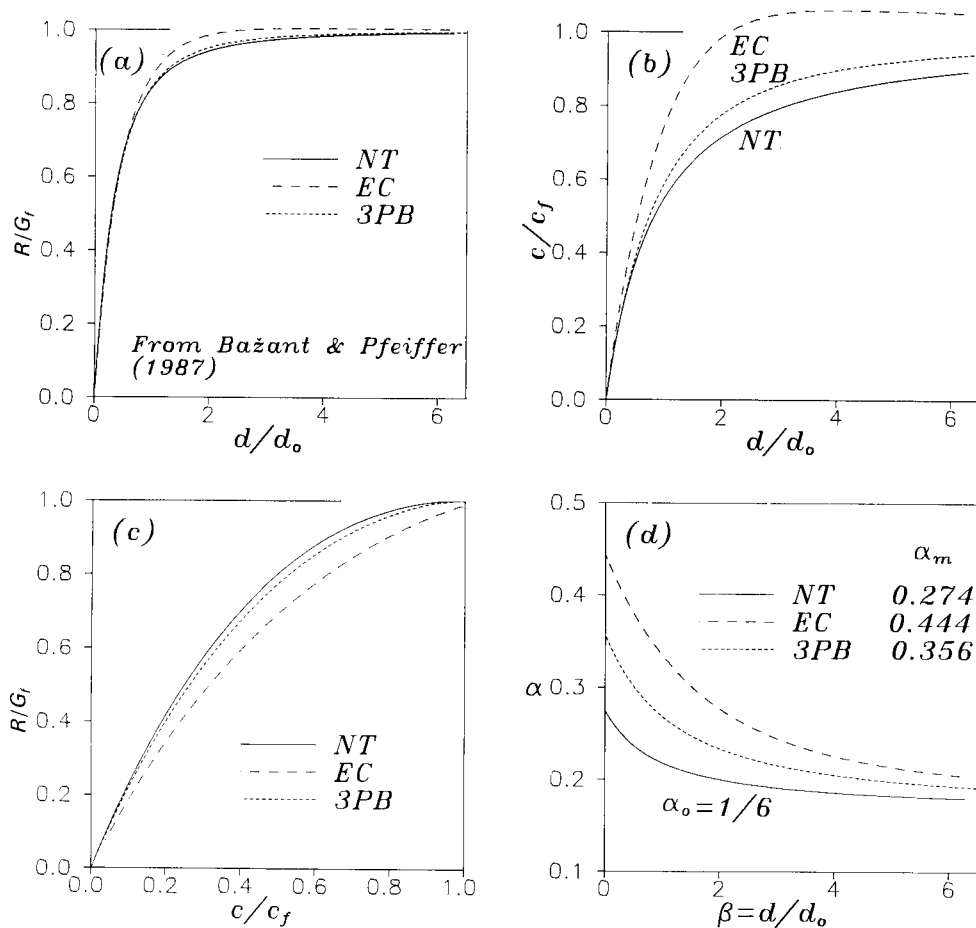 (a)
1.0
0.8
0.6
0.4
0.2
0.0
R/G_f
NT
EC
3PB
From Bažant & Pfeiffer
(1987)
0 2 4 6
d/d_o
(b)
1.0
0.8
0.6
0.4
0.2
0.0
c/c_f
EC
3PB
NT
0 2 4 6
d/d_o
(c)
1.0
0.8
0.6
0.4
0.2
0.0
R/G_f
NT
EC
3PB
0.0 0.2 0.4 0.6 0.8 1.0
c/c_f
(d)
0.5
0.4
0.3
0.2
0.1
α
α_m
NT 0.274
EC 0.444
3PB 0.356
α_o=1/6
0 2 4 6
β=d/d_o